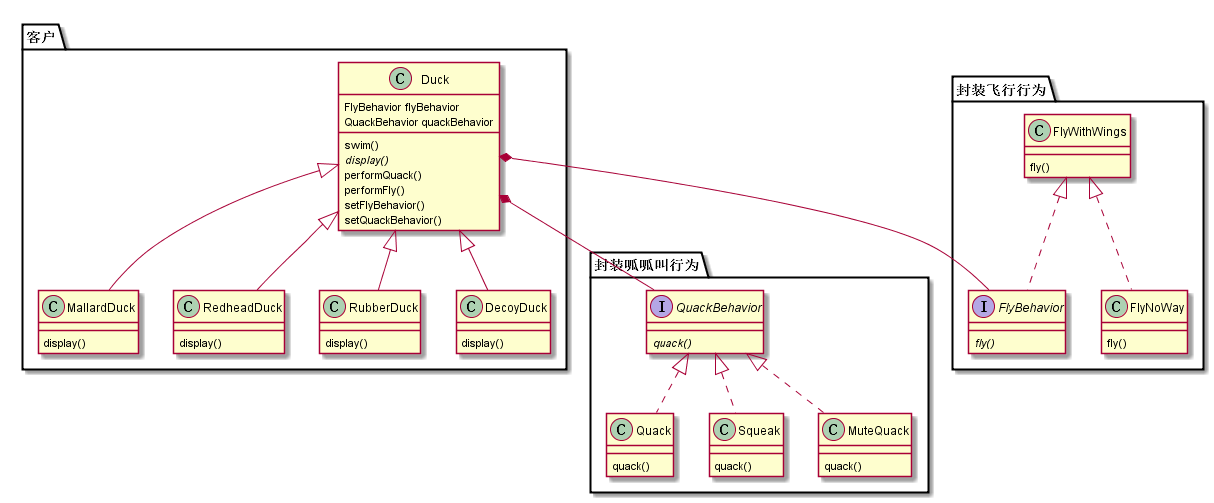 客户
C Duck
FlyBehavior flyBehavior
QuackBehavior quackBehavior
swim()
display()
performQuack()
performFly()
setFlyBehavior()
setQuackBehavior()
C MallardDuck
display()
C RedheadDuck
display()
C RubberDuck
display()
C DecoyDuck
display()
封装呱呱叫行为
I QuackBehavior
quack()
C Quack
quack()
C Squeak
quack()
C MuteQuack
quack()
封装飞行行为
C FlyWithWings
fly()
I FlyBehavior
fly()
C FlyNoWay
fly()